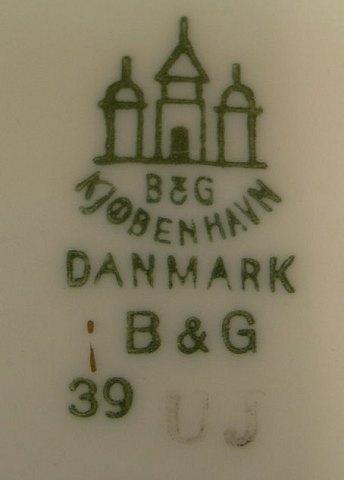 B&G
KJØBENHAVN
DANMARK
B & G
39 UJ